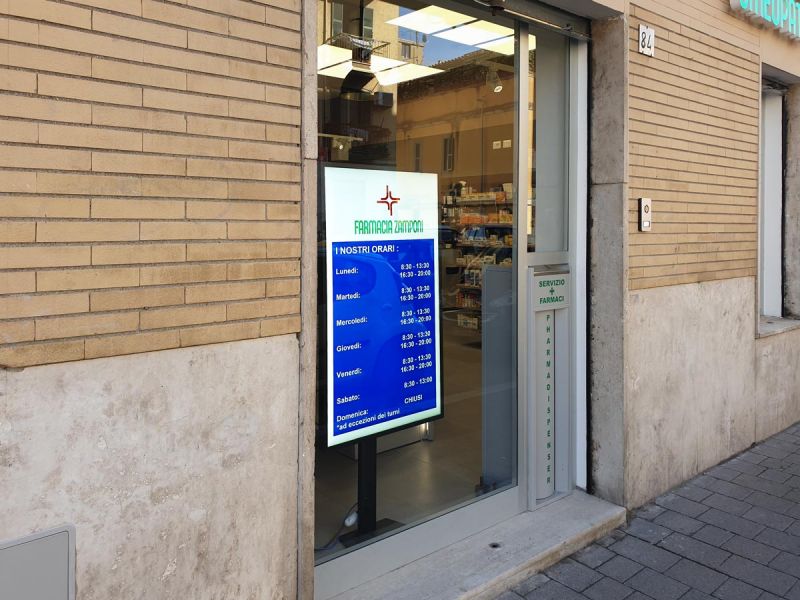 84
FARMACIA ZAMPONI
I NOSTRI ORARI :
Lunedì: 8:30 - 13:30
16:30 - 20:00
Martedì: 8:30 - 13:30
16:30 - 20:00
Mercoledì: 8:30 - 13:30
16:30 - 20:00
Giovedì: 8:30 - 13:30
16:30 - 20:00
Venerdì: 8:30 - 13:30
16:30 - 20:00
Sabato: 8:30 - 13:00
Domenica: CHIUSI
*ad eccezioni dei turni
SERVIZIO
FARMACI
PHARMADISPENSER